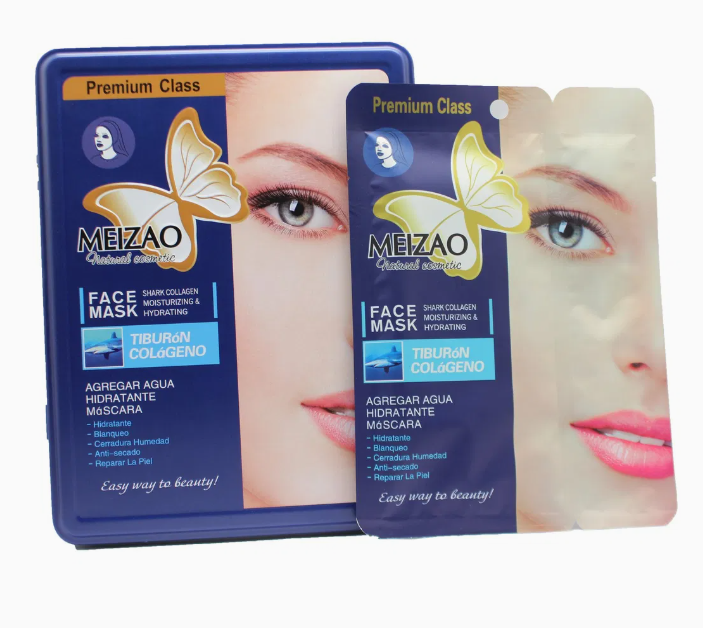 Premium Class
MEIZAO
Natural cosmetic
FACE MASK
SHARK COLLAGEN
MOISTURIZING &
HYDRATING
TIBURóN
COLáGENO
AGREGAR AGUA
HIDRATANTE
MáSCARA
- Hidratante
- Blanqueo
- Cerradura Humedad
- Anti-secado
- Reparar La Piel
Easy way to beauty!
Premium Class
MEIZAO
Natural cosmetic
FACE MASK
SHARK COLLAGEN
MOISTURIZING &
HYDRATING
TIBURóN
COLáGENO
AGREGAR AGUA
HIDRATANTE
MáSCARA
- Hidratante
- Blanqueo
- Cerradura Humedad
- Anti-secado
- Reparar La Piel
Easy way to beauty!